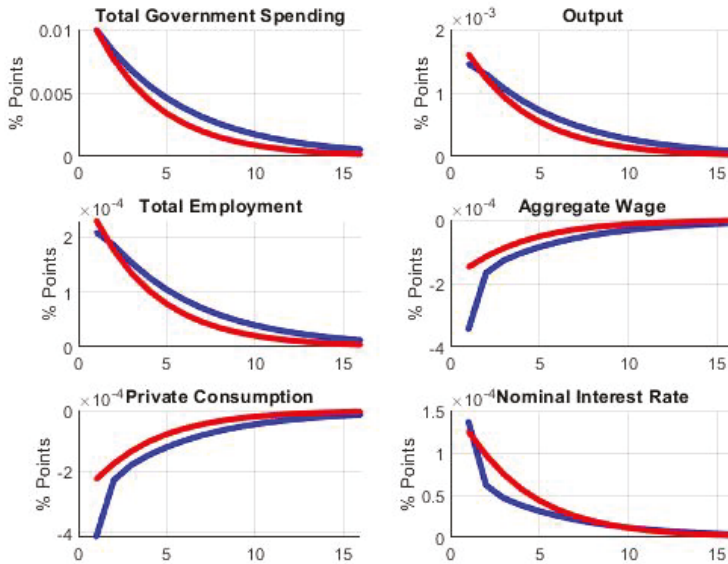 Total Government Spending
0.01
0.005
0
% Points
0 5 10 15
Output
×10-3
2
1
0
% Points
0 5 10 15
Total Employment
×10-4
2
1
0
% Points
0 5 10 15
Aggregate Wage
×10-4
0
-2
-4
% Points
0 5 10 15
Private Consumption
×10-4
0
-2
-4
% Points
0 5 10 15
Nominal Interest Rate
×10-4
1.5
1
0.5
0
% Points
0 5 10 15